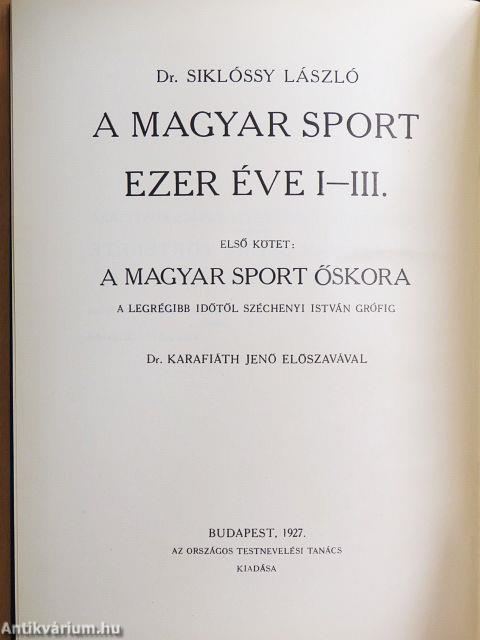 Dr. SIKLÓSSY LÁSZLÓ
A MAGYAR SPORT
EZER ÉVE I—III.
ELSŐ KÖTET:
A MAGYAR SPORT ŐSKORA
A LEGRÉGIBB IDŐTŐL SZÉCHENYI ISTVÁN GRÓFIG
Dr. KARAFIÁTH JENŐ ELŐSZAVÁVAL
BUDAPEST, 1927.
AZ ORSZÁGOS TESTNEVELÉSI TANÁCS
KIADÁSA
Antikvárium.hu